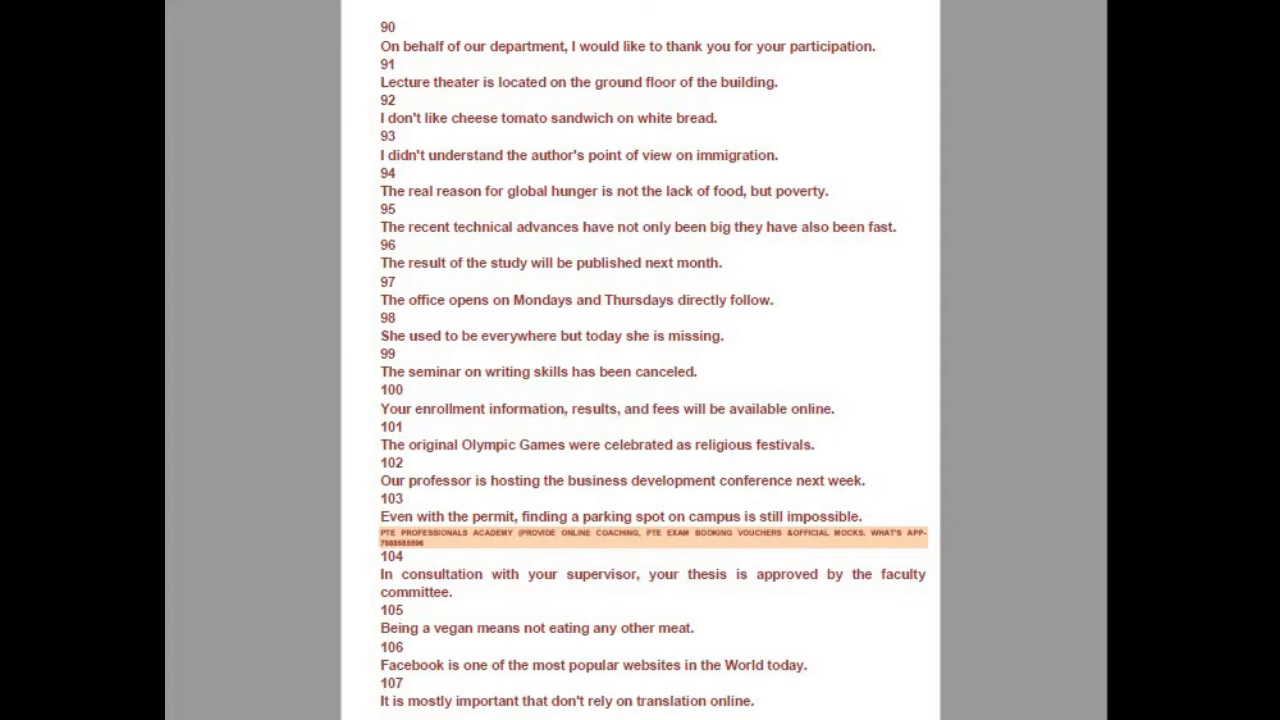 90
On behalf of our department, I would like to thank you for your participation.
91
Lecture theater is located on the ground floor of the building.
92
I don't like cheese tomato sandwich on white bread.
93
I didn't understand the author's point of view on immigration.
94
The real reason for global hunger is not the lack of food, but poverty.
95
The recent technical advances have not only been big they have also been fast.
96
The result of the study will be published next month.
97
The office opens on Mondays and Thursdays directly follow.
98
She used to be everywhere but today she is missing.
99
The seminar on writing skills has been canceled.
100
Your enrollment information, results, and fees will be available online.
101
The original Olympic Games were celebrated as religious festivals.
102
Our professor is hosting the business development conference next week.
103
Even with the permit, finding a parking spot on campus is still impossible.
PTE PROFESSIONALS ACADEMY (PROVIDE ONLINE COACHING, PTE EXAM BOOKING VOUCHERS &OFFICIAL MOCKS. WHAT'S APP-
104
In consultation with your supervisor, your thesis is approved by the faculty
committee.
105
Being a vegan means not eating any other meat.
106
Facebook is one of the most popular websites in the World today.
107
It is mostly important that don't rely on translation online.